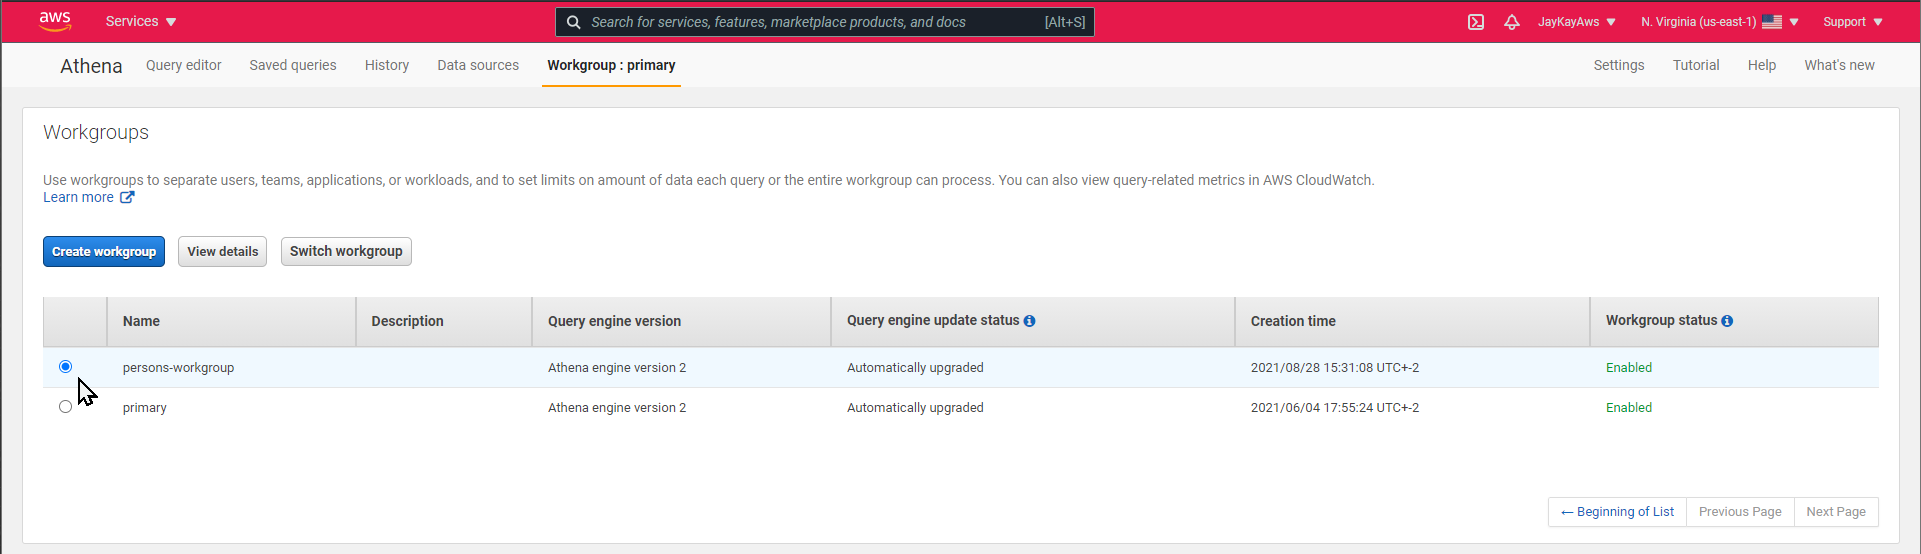 aws Services Search for services, features, marketplace products, and docs [Alt+S] JayKayAws N. Virginia (us-east-1) Support
Athena Query editor Saved queries History Data sources Workgroup : primary Settings Tutorial Help What's new
Workgroups
Use workgroups to separate users, teams, applications, or workloads, and to set limits on amount of data each query or the entire workgroup can process. You can also view query-related metrics in AWS CloudWatch.
Learn more
Create workgroup View details Switch workgroup
Name Description Query engine version Query engine update status Creation time Workgroup status
persons-workgroup Athena engine version 2 Automatically upgraded 2021/08/28 15:31:08 UTC+-2 Enabled
primary Athena engine version 2 Automatically upgraded 2021/06/04 17:55:24 UTC+-2 Enabled
← Beginning of List Previous Page Next Page